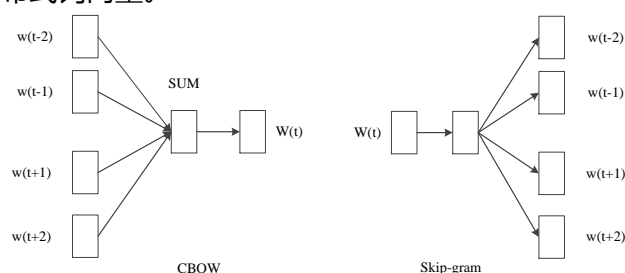 w(t-2)
w(t-1)
w(t+1)
w(t+2)
SUM
W(t)
CBOW
W(t)
w(t-2)
w(t-1)
w(t+1)
w(t+2)
Skip-gram